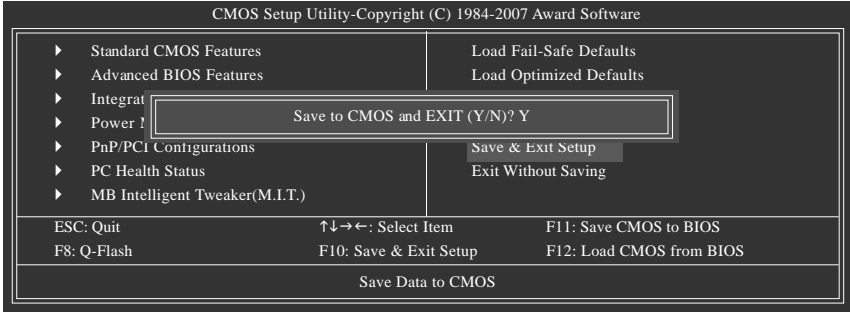 CMOS Setup Utility-Copyright (C) 1984-2007 Award Software
Standard CMOS Features
Advanced BIOS Features
Power
PnP/PCI Configurations
PC Health Status
MB Intelligent Tweaker(M.I.T.)
Load Fail-Safe Defaults
Load Optimized Defaults
Save & Exit Setup
Exit Without Saving
Save to CMOS and EXIT (Y/N)? Y
ESC: Quit ↑↓→←: Select Item F11: Save CMOS to BIOS
F8: Q-Flash F10: Save & Exit Setup F12: Load CMOS from BIOS
Save Data to CMOS